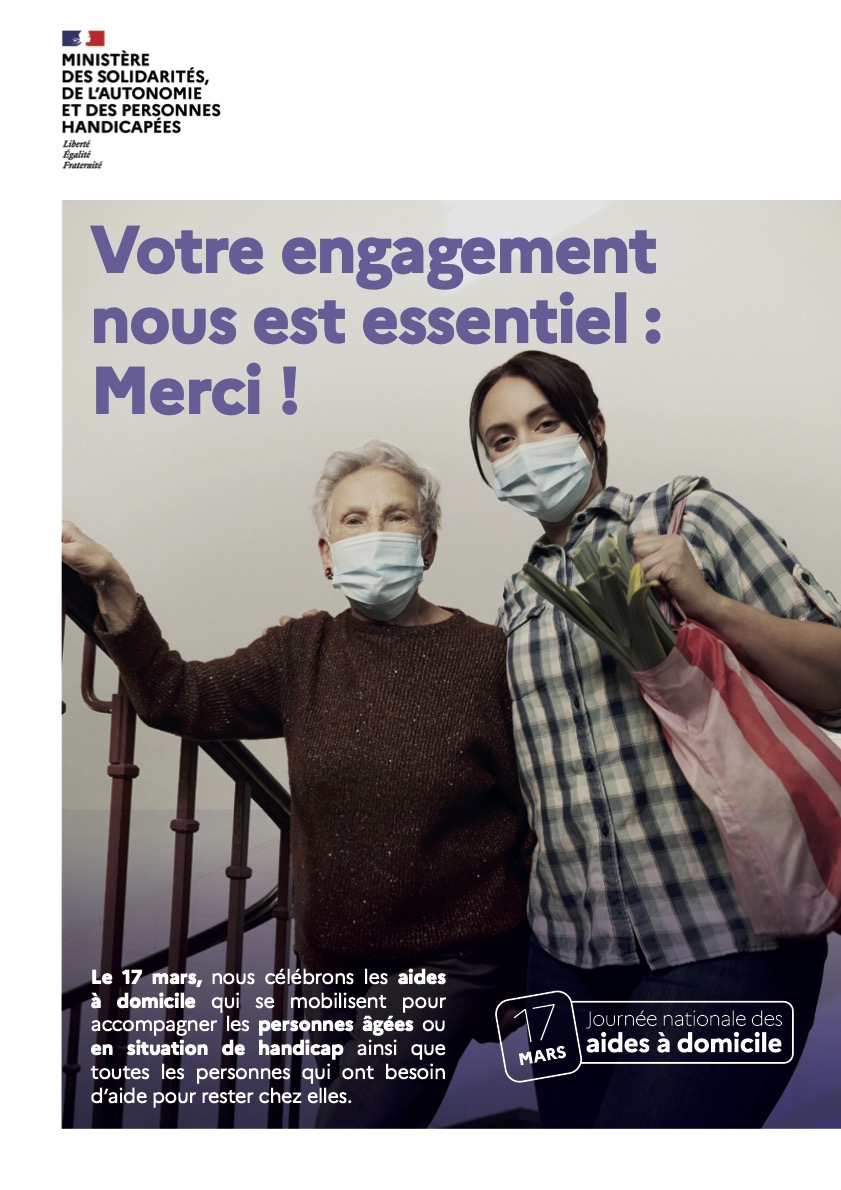 MINISTÈRE
DES SOLIDARITÉS,
DE L'AUTONOMIE
ET DES PERSONNES
HANDICAPÉES
Liberté
Égalité
Fraternité
Votre engagement
nous est essentiel :
Merci !
Le 17 mars, nous célébrons les aides
à domicile qui se mobilisent pour
accompagner les personnes âgées ou
en situation de handicap ainsi que
toutes les personnes qui ont besoin
d'aide pour rester chez elles.
17
MARS
Journée nationale des
aides à domicile